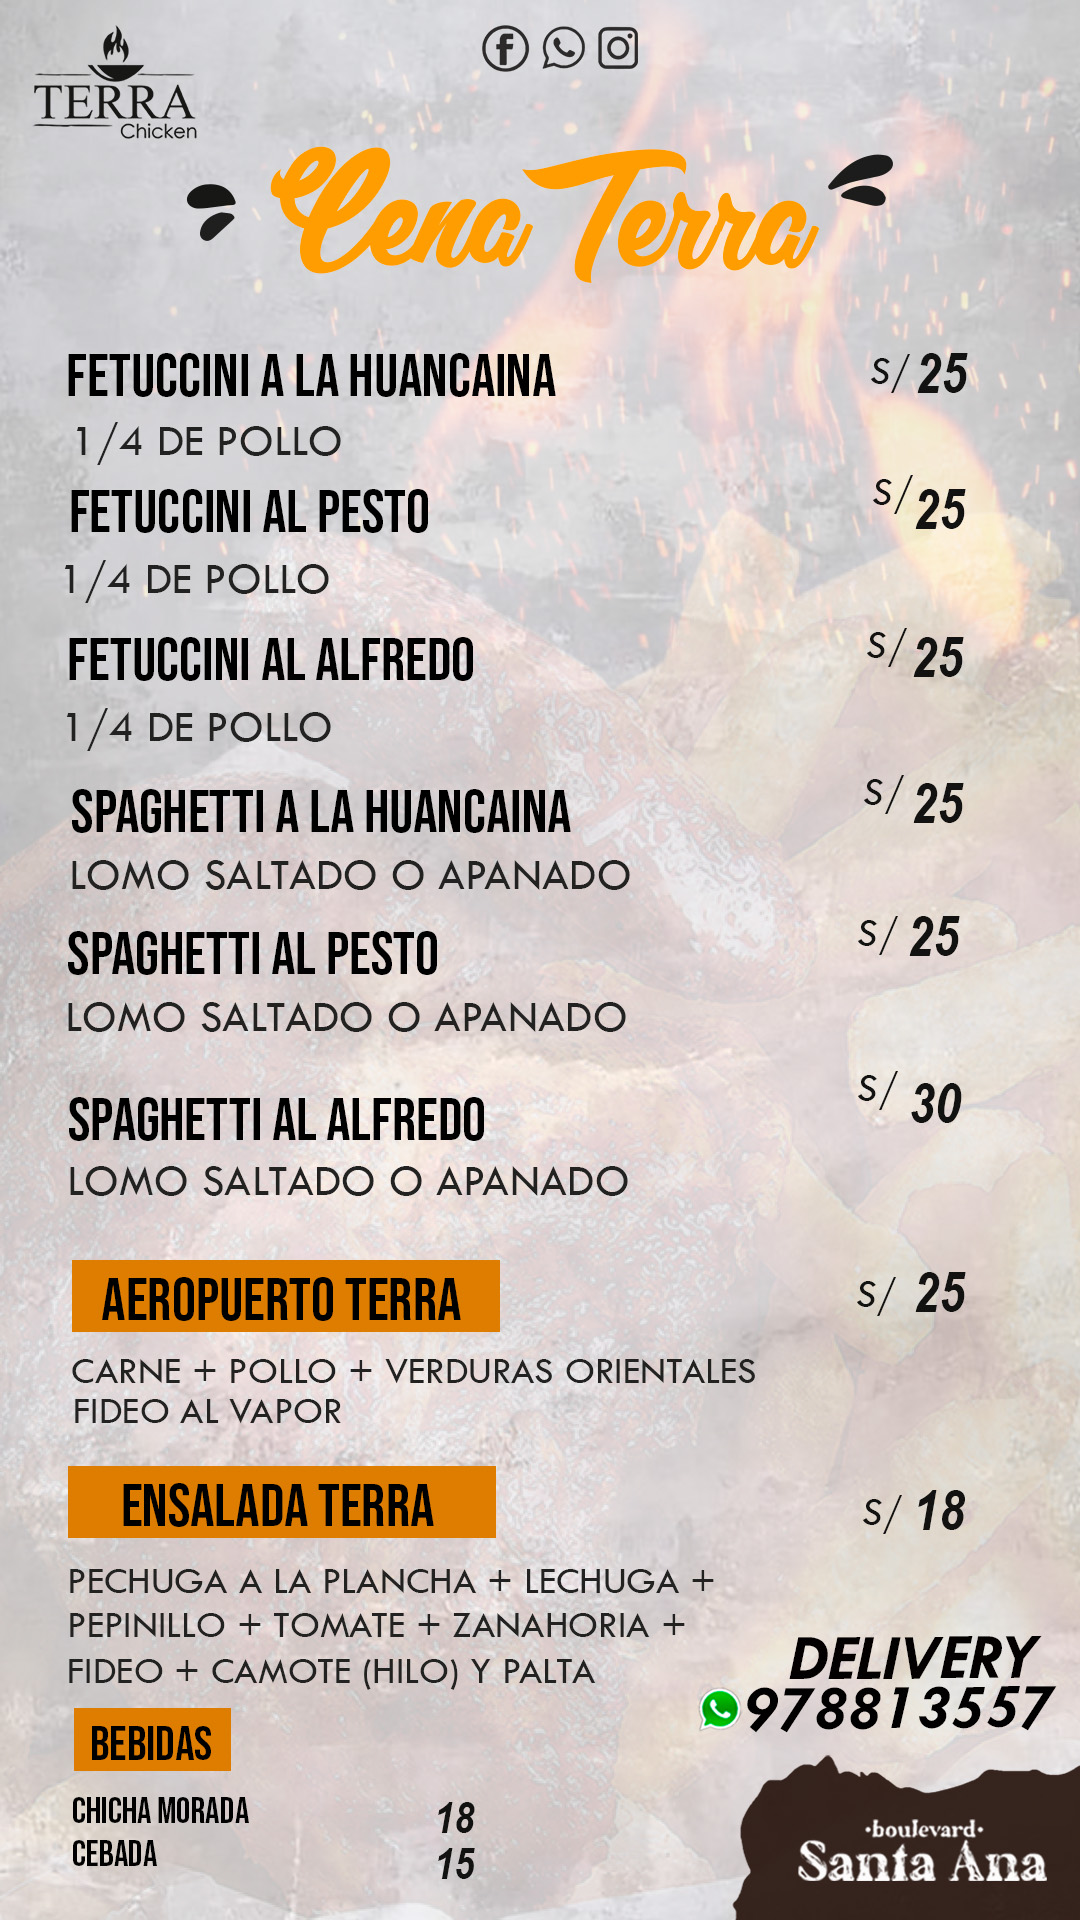 TERRA
Chicken
Cena Terra
FETUCCINI A LA HUANCAINA S/ 25
1/4 DE POLLO
FETUCCINI AL PESTO S/ 25
1/4 DE POLLO
FETUCCINI AL ALFREDO S/ 25
1/4 DE POLLO
SPAGHETTI A LA HUANCAINA S/ 25
LOMO SALTADO O APANADO
SPAGHETTI AL PESTO S/ 25
LOMO SALTADO O APANADO
SPAGHETTI AL ALFREDO S/ 30
LOMO SALTADO O APANADO
AEROPUERTO TERRA S/ 25
CARNE + POLLO + VERDURAS ORIENTALES
FIDEO AL VAPOR
ENSALADA TERRA S/ 18
PECHUGA A LA PLANCHA + LECHUGA +
PEPINILLO + TOMATE + ZANAHORIA +
FIDEO + CAMOTE (HILO) Y PALTA
DELIVERY
978813557
BEBIDAS
CHICHA MORADA 18
CEBADA 15
·boulevard·
Santa Ana